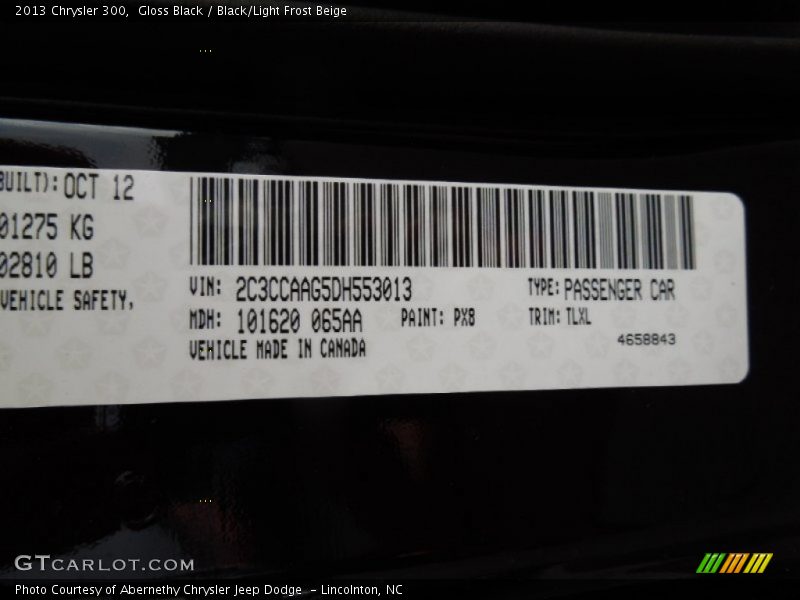 2013 Chrysler 300, Gloss Black / Black/Light Frost Beige
BUILT): OCT 12
01275 KG
02810 LB
VEHICLE SAFETY,
VIN: 2C3CCAAG5DH553013 TYPE: PASSENGER CAR
MDH: 101620 065AA PAINT: PX8 TRIM: TLXL
VEHICLE MADE IN CANADA 4658843
GTCARLOT.COM
Photo Courtesy of Abernethy Chrysler Jeep Dodge - Lincolnton, NC